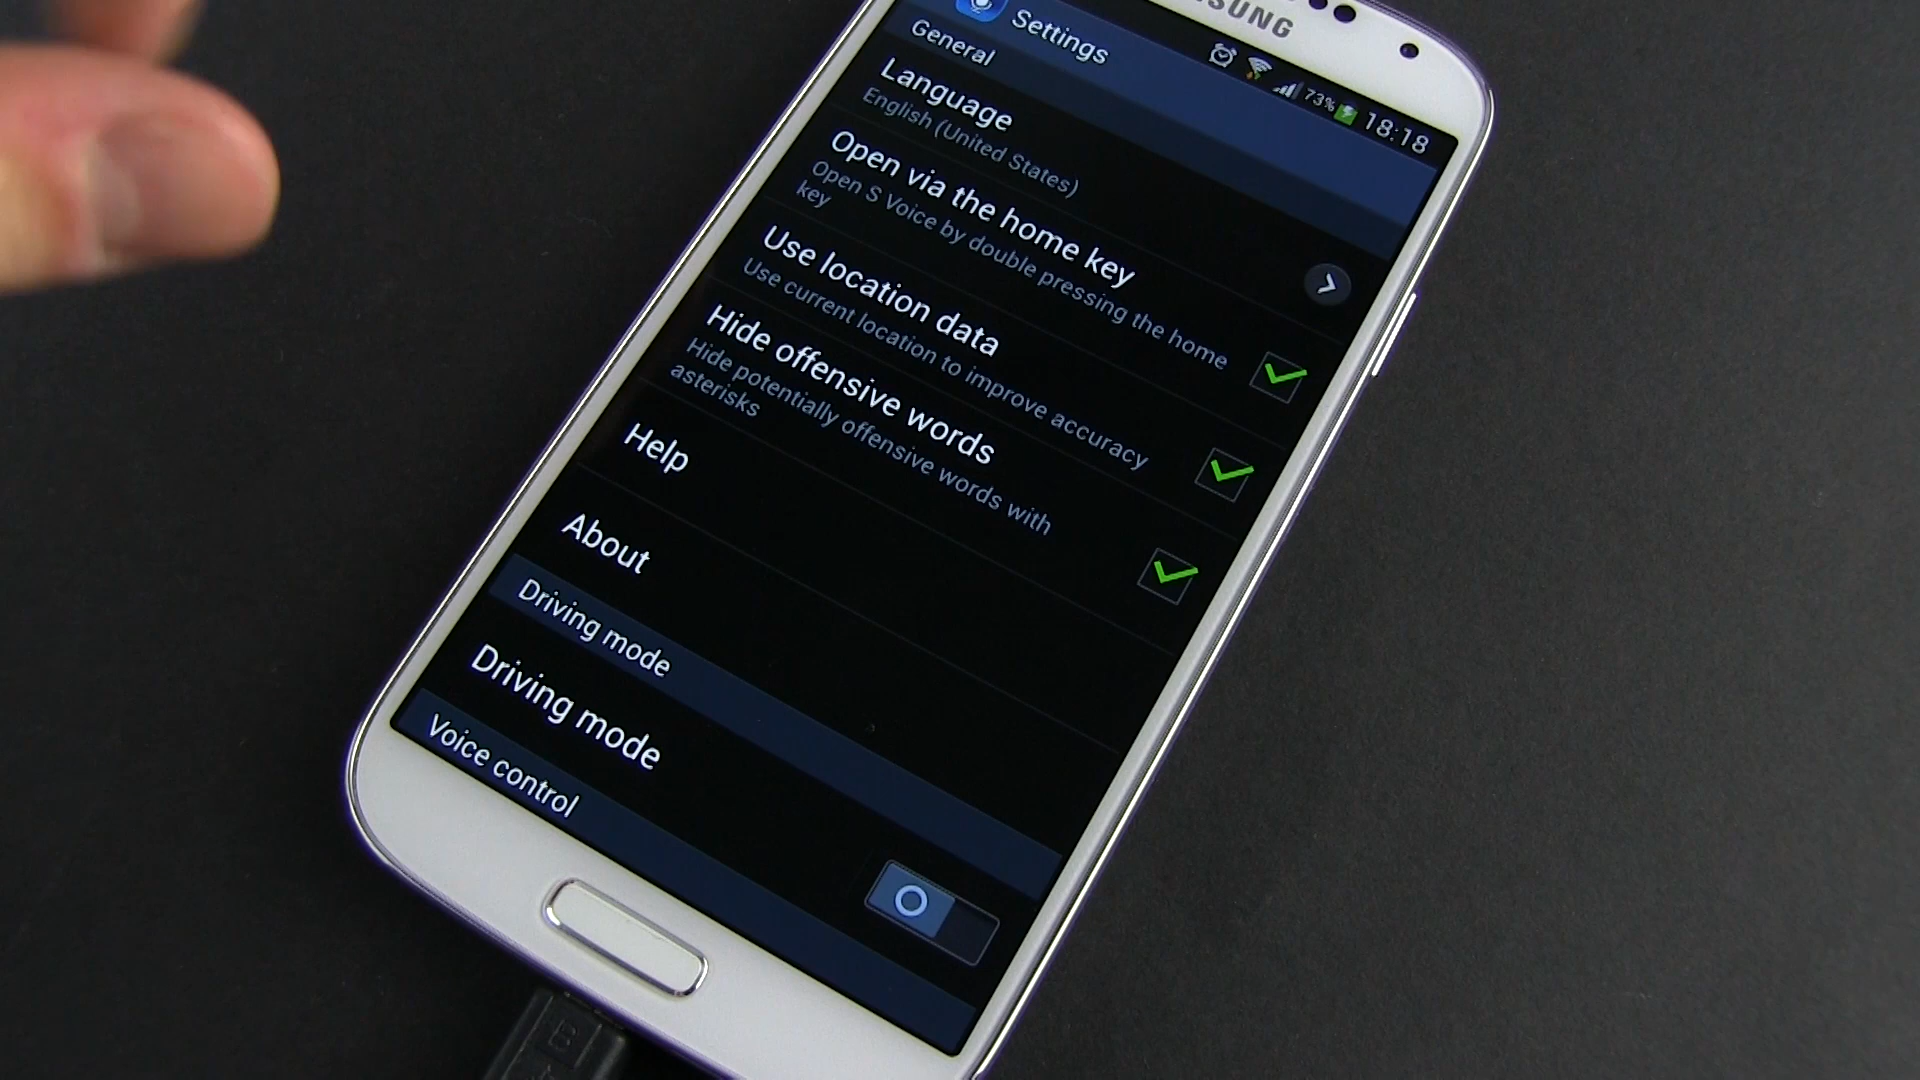 SUNG
73% 18:18
Settings
General
Language
English (United States)
Open via the home key
Open S Voice by double pressing the home
key
Use location data
Use current location to improve accuracy
Hide offensive words
Hide potentially offensive words with
asterisks
Help
About
Driving mode
Driving mode
Voice control